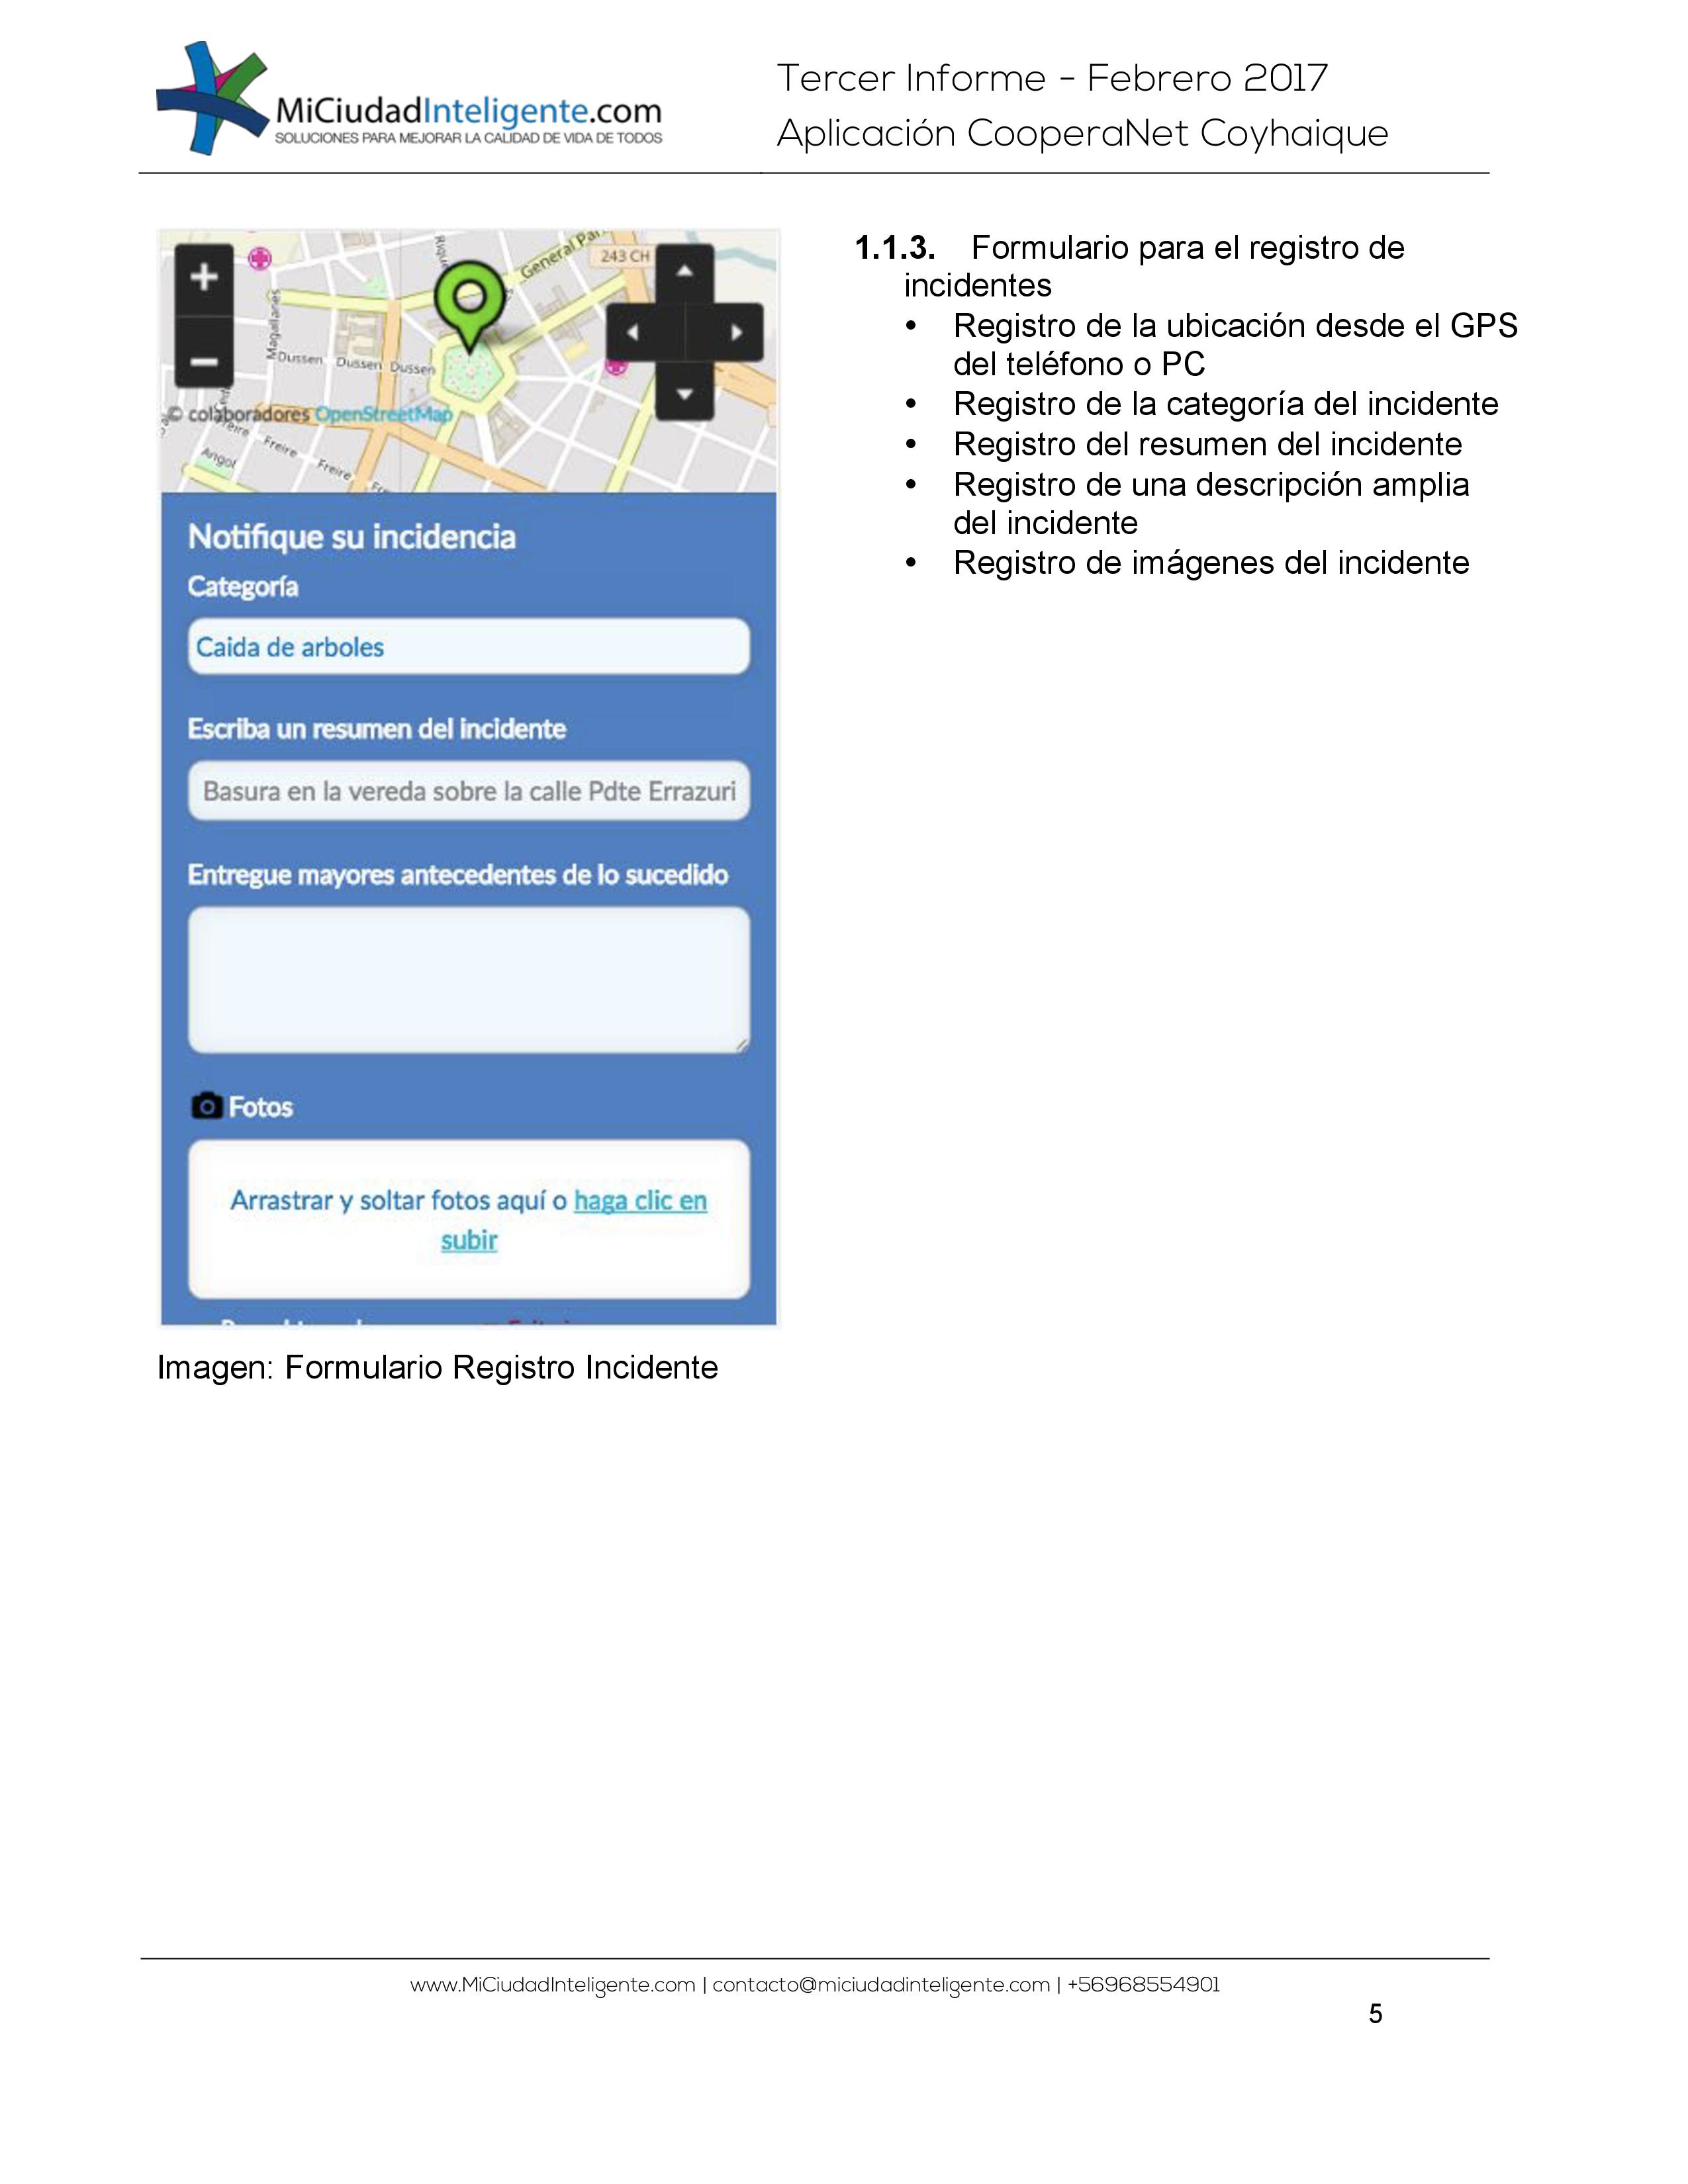 MiCiudadInteligente.com
SOLUCIONES PARA MEJORAR LA CALIDAD DE VIDA DE TODOS
Tercer Informe - Febrero 2017
Aplicación CooperaNet Coyhaique
+
General Par
243 CH
Magallanes
−
Dussen Dussen Dussen
© colaboradores OpenStreetMap
Freire Freire
Angol
Notifique su incidencia
Categoría
Caida de arboles
Escriba un resumen del incidente
Basura en la vereda sobre la calle Pdte Errazuri
Entregue mayores antecedentes de lo sucedido
Fotos
Arrastrar y soltar fotos aquí o haga clic en
subir
Imagen: Formulario Registro Incidente
1.1.3. Formulario para el registro de
incidentes
• Registro de la ubicación desde el GPS
del teléfono o PC
• Registro de la categoría del incidente
• Registro del resumen del incidente
• Registro de una descripción amplia
del incidente
• Registro de imágenes del incidente
www.MiCiudadInteligente.com | contacto@miciudadinteligente.com | +56968554901
5